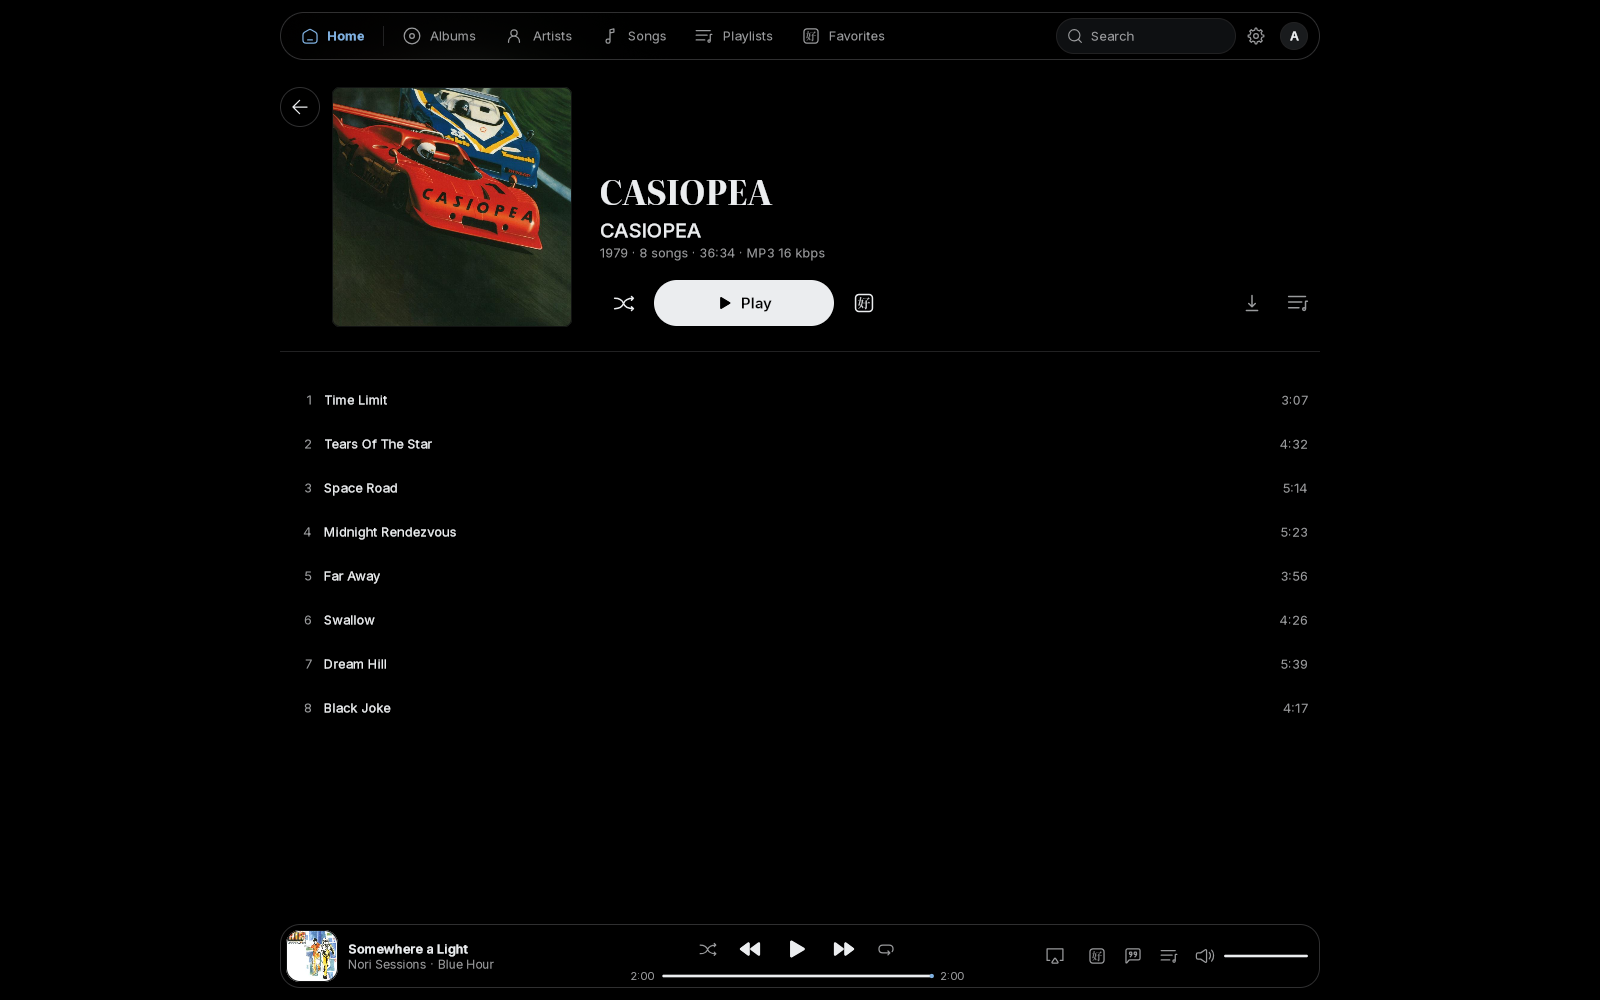 Home
Albums
Artists
Songs
Playlists
好 Favorites
Search
A
CASIOPEA
CASIOPEA
CASIOPEA
1979 · 8 songs · 36:34 · MP3 16 kbps
Play
好
1 Time Limit 3:07
2 Tears Of The Star 4:32
3 Space Road 5:14
4 Midnight Rendezvous 5:23
5 Far Away 3:56
6 Swallow 4:26
7 Dream Hill 5:39
8 Black Joke 4:17
Somewhere a Light
Nori Sessions · Blue Hour
2:00
2:00
好